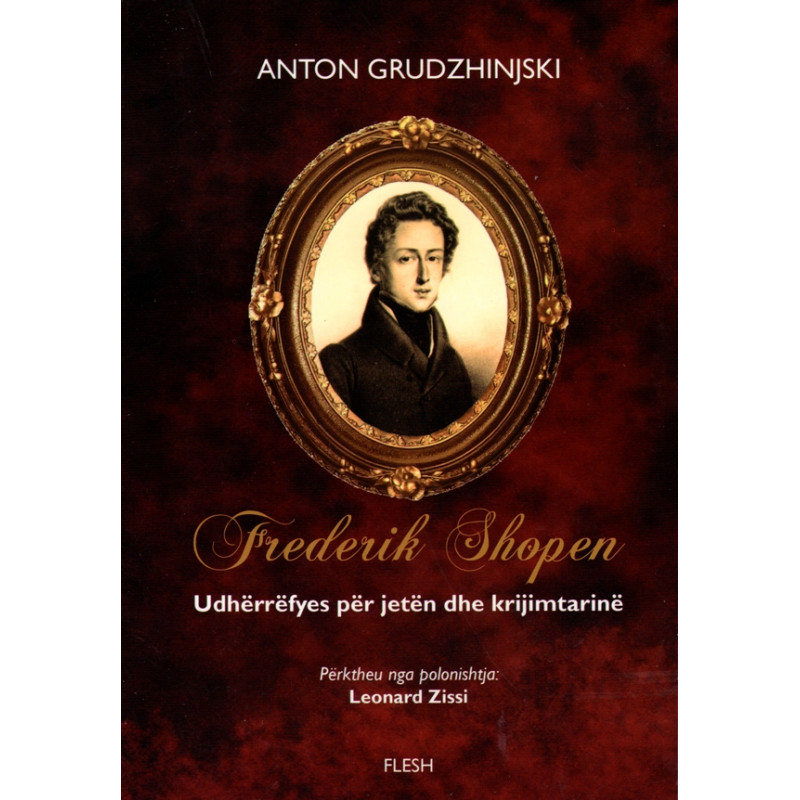 ANTON GRUDZHINJSKI
Frederik Shopen
Udhërrëfyes për jetën dhe krijimtarinë
Përktheu nga polonishtja:
Leonard Zissi
FLESH